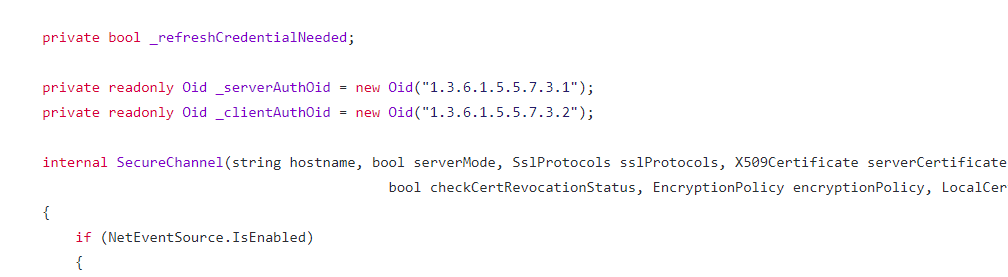 private bool _refreshCredentialNeeded;
private readonly Oid _serverAuthOid = new Oid("1.3.6.1.5.5.7.3.1");
private readonly Oid _clientAuthOid = new Oid("1.3.6.1.5.5.7.3.2");
internal SecureChannel(string hostname, bool serverMode, SslProtocols sslProtocols, X509Certificate serverCertificate
bool checkCertRevocationStatus, EncryptionPolicy encryptionPolicy, LocalCer
{
if (NetEventSource.IsEnabled)
{